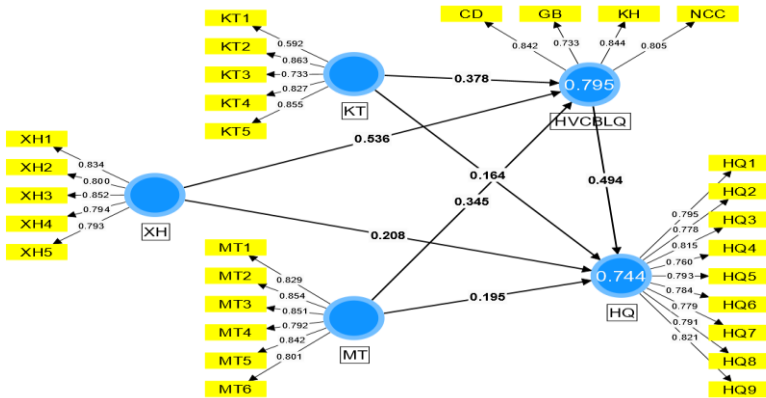 KT1
KT2
KT3
KT4
KT5
0.592
0.863
0.733
0.827
0.855
KT
CD
GB
KH
NCC
0.842
0.733
0.844
0.805
0.795
HVCBLQ
0.378
0.536
0.164
0.345
0.494
0.208
0.195
XH1
XH2
XH3
XH4
XH5
0.834
0.800
0.852
0.794
0.793
XH
MT1
MT2
MT3
MT4
MT5
MT6
0.829
0.854
0.851
0.792
0.842
0.801
MT
0.744
HQ
0.795
0.778
0.815
0.760
0.793
0.784
0.779
0.791
0.821
HQ1
HQ2
HQ3
HQ4
HQ5
HQ6
HQ7
HQ8
HQ9